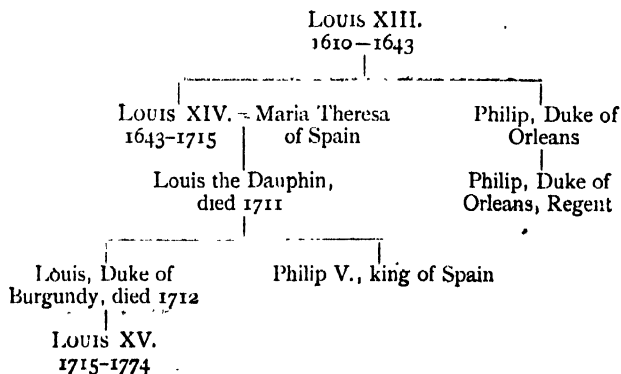 LOUIS XIII.
1610–1643
LOUIS XIV. = Maria Theresa
1643–1715 of Spain
Philip, Duke of
Orleans
Louis the Dauphin,
died 1711
Philip, Duke of
Orleans, Regent
Louis, Duke of
Burgundy, died 1712
Philip V., king of Spain
LOUIS XV.
1715–1774